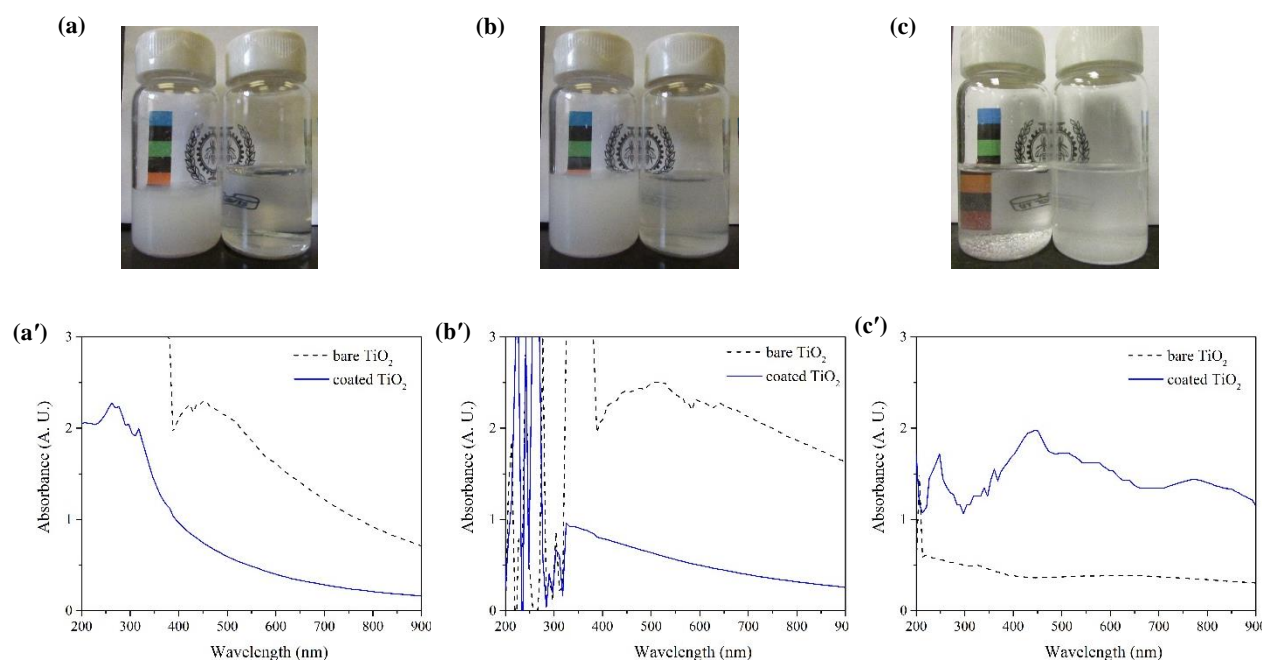 (a)
(b)
(c)
(a′)
3
2
1
0
Absorbance (A. U.)
bare TiO₂
coated TiO₂
200 300 400 500 600 700 800 900
Wavelength (nm)
(b′)
3
2
1
0
Absorbance (A. U.)
bare TiO₂
coated TiO₂
200 300 400 500 600 700 800 90
Wavelength (nm)
(c′)
3
2
1
0
Absorbance (A. U.)
bare TiO₂
coated TiO₂
200 300 400 500 600 700 800 900
Wavelength (nm)